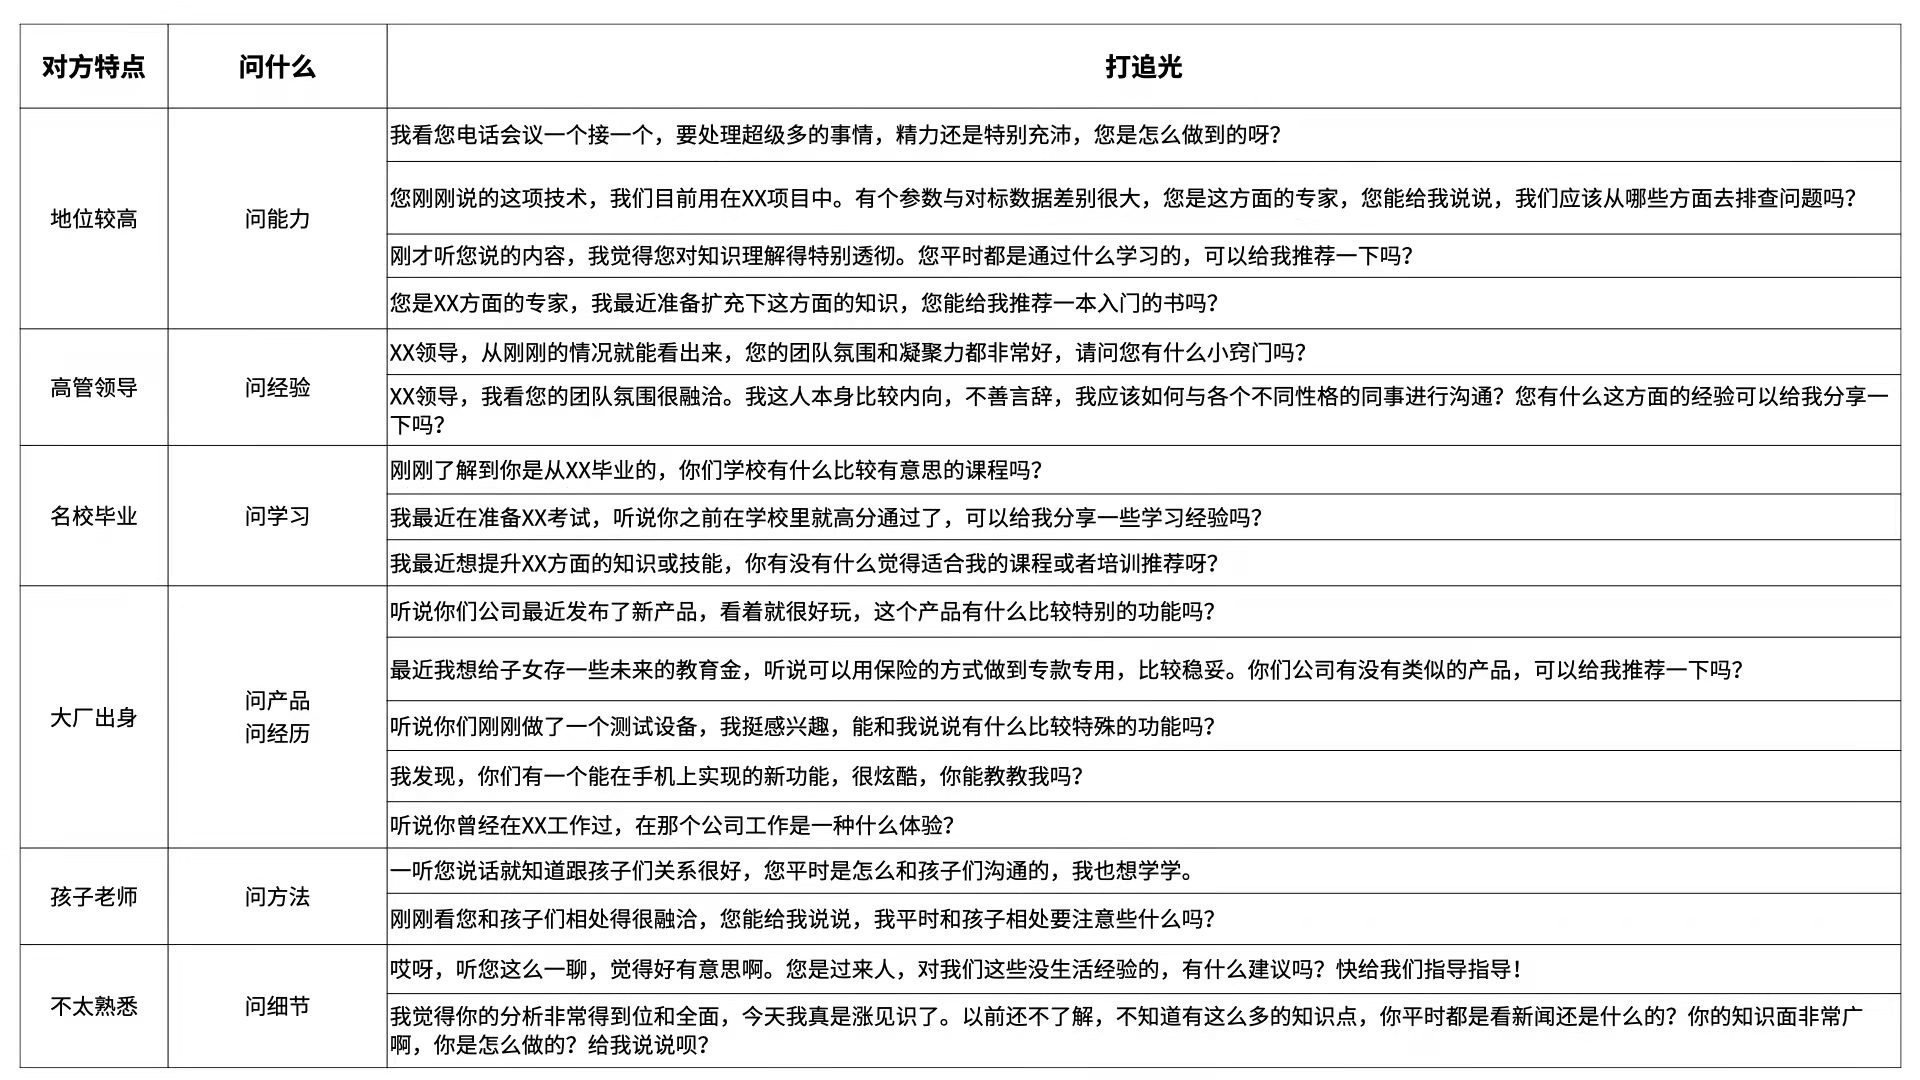 对方特点
问什么
打追光
地位较高
问能力
我看您电话会议一个接一个，要处理超级多的事情，精力还是特别充沛，您是怎么做到的呀？
您刚刚说的这项技术，我们目前用在XX项目中。有个参数与对标数据差别很大，您是这方面的专家，您能给我说说，我们应该从哪些方面去排查问题吗？
刚才听您说的内容，我觉得您对知识理解得特别透彻。您平时都是通过什么学习的，可以给我推荐一下吗？
您是XX方面的专家，我最近准备扩充下这方面的知识，您能给我推荐一本入门的书吗？
高管领导
问经验
XX领导，从刚刚的情况就能看出来，您的团队氛围和凝聚力都非常好，请问您有什么小窍门吗？
XX领导，我看您的团队氛围很融洽。我这人本身比较内向，不善言辞，我应该如何与各个不同性格的同事进行沟通？您有什么这方面的经验可以给我分享一
下吗？
名校毕业
问学习
刚刚了解到你是从XX毕业的，你们学校有什么比较有意思的课程吗？
我最近在准备XX考试，听说你之前在学校里就高分通过了，可以给我分享一些学习经验吗？
我最近想提升XX方面的知识或技能，你有没有什么觉得适合我的课程或者培训推荐呀？
大厂出身
问产品
问经历
听说你们公司最近发布了新产品，看着就很好玩，这个产品有什么比较特别的功能吗？
最近我想给子女存一些未来的教育金，听说可以用保险的方式做到专款专用，比较稳妥。你们公司有没有类似的产品，可以给我推荐一下吗？
听说你们刚刚做了一个测试设备，我挺感兴趣，能和我说说有什么比较特殊的功能吗？
我发现，你们有一个能在手机上实现的新功能，很炫酷，你能教教我吗？
听说你曾经在XX工作过，在那个公司工作是一种什么体验？
孩子老师
问方法
一听您说话就知道跟孩子们关系很好，您平时是怎么和孩子们沟通的，我也想学学。
刚刚看您和孩子们相处得很融洽，您能给我说说，我平时和孩子相处要注意些什么吗？
不太熟悉
问细节
哎呀，听您这么一聊，觉得好有意思啊。您是过来人，对我们这些没生活经验的，有什么建议吗？快给我们指导指导！
我觉得你的分析非常得到位和全面，今天我真是涨见识了。以前还不了解，不知道有这么多的知识点，你平时都是看新闻还是什么的？你的知识面非常广
啊，你是怎么做的？给我说说呗？